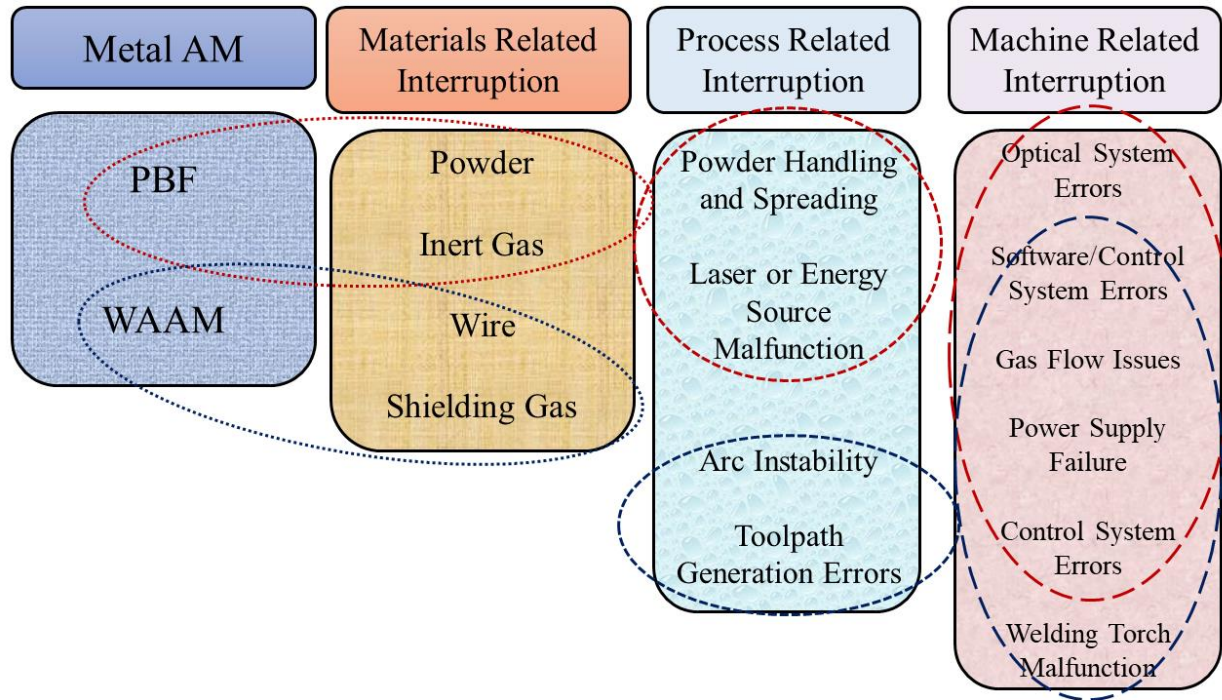 Metal AM
Materials Related
Interruption
Process Related
Interruption
Machine Related
Interruption
PBF
WAAM
Powder
Inert Gas
Wire
Shielding Gas
Powder Handling
and Spreading
Laser or Energy
Source
Malfunction
Arc Instability
Toolpath
Generation Errors
Optical System
Errors
Software/Control
System Errors
Gas Flow Issues
Power Supply
Failure
Control System
Errors
Welding Torch
Malfunction